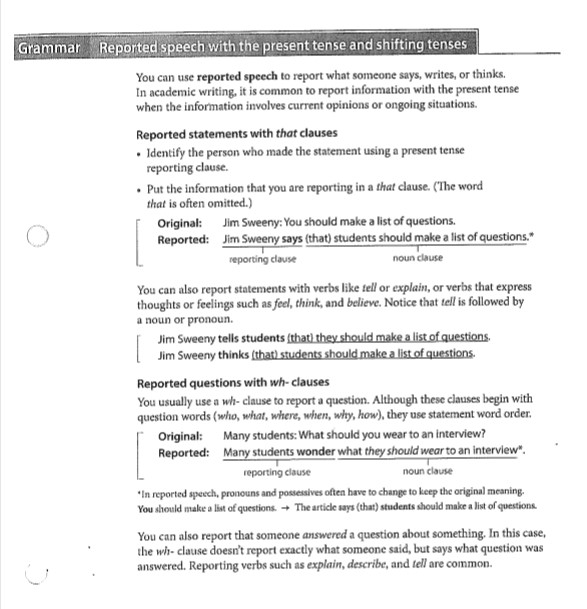 Grammar Reported speech with the present tense and shifting tenses
You can use reported speech to report what someone says, writes, or thinks.
In academic writing, it is common to report information with the present tense
when the information involves current opinions or ongoing situations.
Reported statements with that clauses
• Identify the person who made the statement using a present tense
reporting clause.
• Put the information that you are reporting in a that clause. (The word
that is often omitted.)
Original: Jim Sweeny: You should make a list of questions.
Reported: Jim Sweeny says (that) students should make a list of questions.*
reporting clause noun clause
You can also report statements with verbs like tell or explain, or verbs that express
thoughts or feelings such as feel, think, and believe. Notice that tell is followed by
a noun or pronoun.
Jim Sweeny tells students (that) they should make a list of questions.
Jim Sweeny thinks (that) students should make a list of questions.
Reported questions with wh- clauses
You usually use a wh- clause to report a question. Although these clauses begin with
question words (who, what, where, when, why, how), they use statement word order.
Original: Many students: What should you wear to an interview?
Reported: Many students wonder what they should wear to an interview*.
reporting clause noun clause
*In reported speech, pronouns and possessives often have to change to keep the original meaning.
You should make a list of questions. → The article says (that) students should make a list of questions.
You can also report that someone answered a question about something. In this case,
the wh- clause doesn't report exactly what someone said, but says what question was
answered. Reporting verbs such as explain, describe, and tell are common.